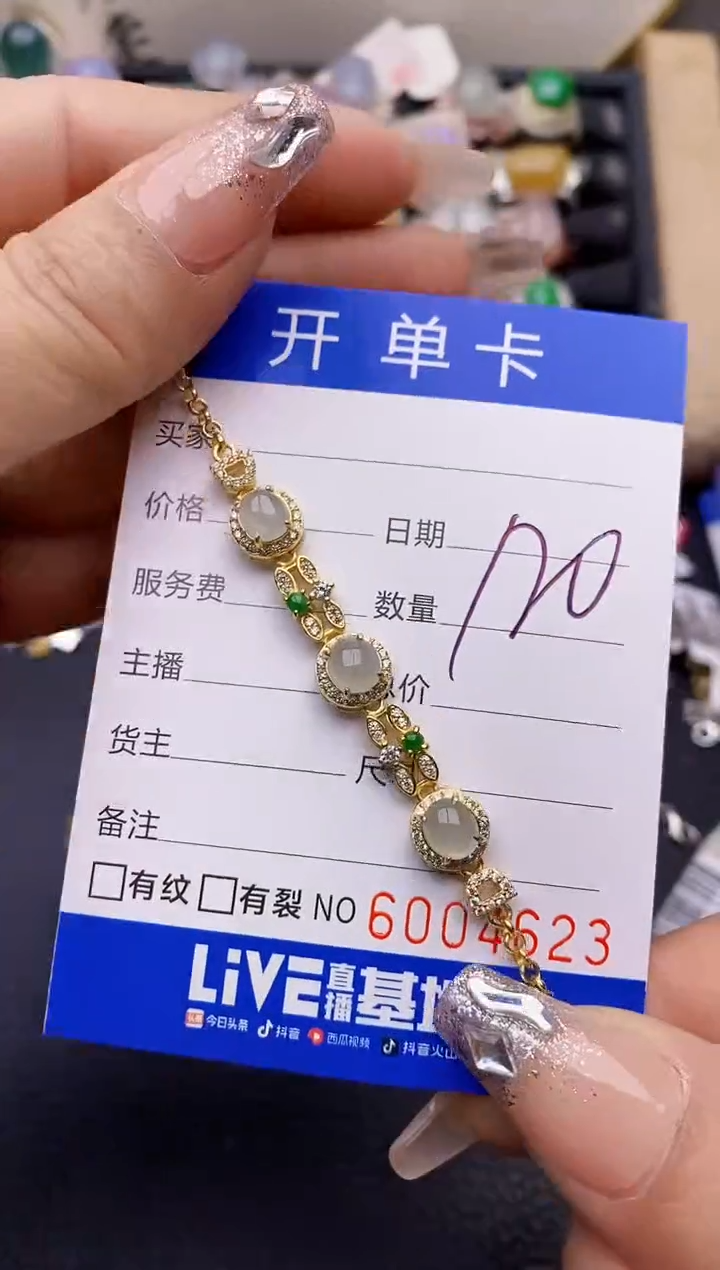 开单卡
买家
价格 日期
服务费 数量
主播 价
货主 尺
备注
□有纹 □有裂 NO 6004623
LiVE直播基
今日头条 抖音 西瓜视频 抖音火山